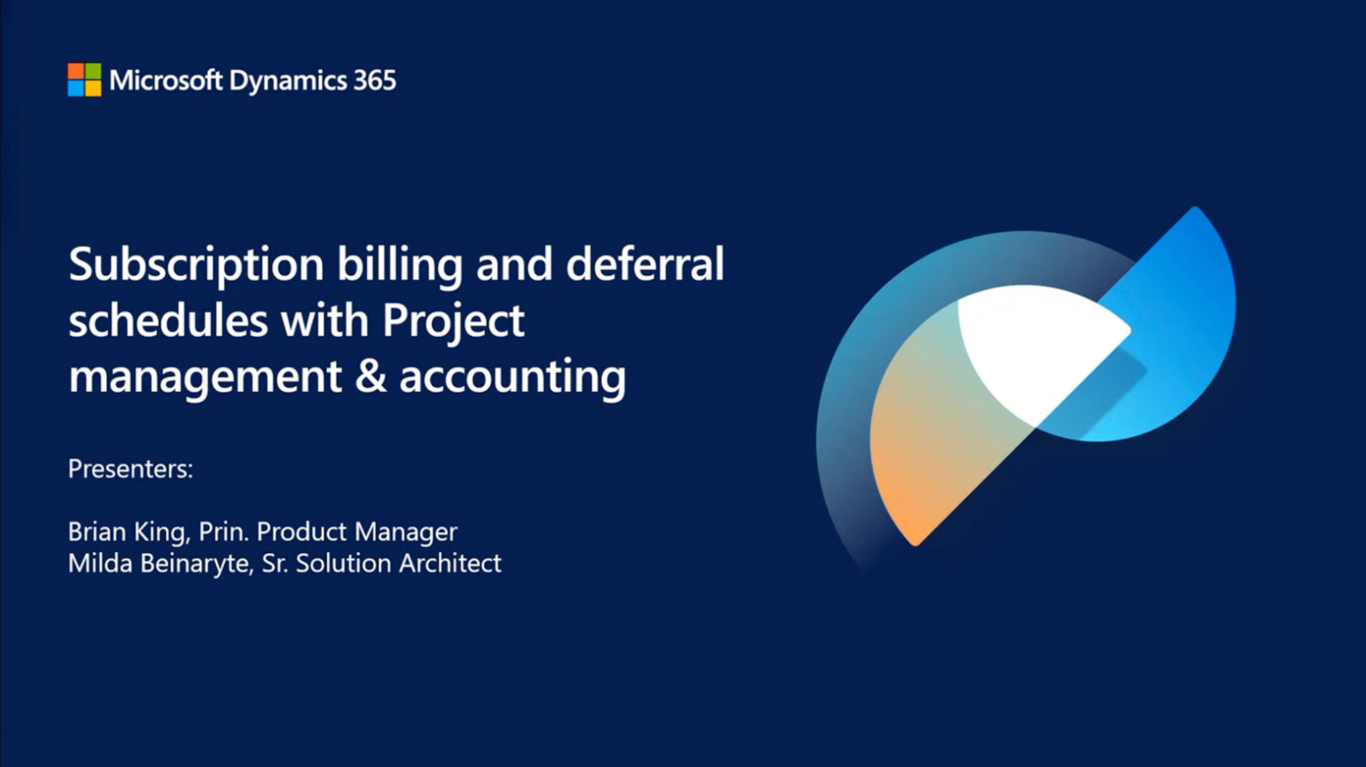 Microsoft Dynamics 365
Subscription billing and deferral
schedules with Project
management & accounting
Presenters:
Brian King, Prin. Product Manager
Milda Beinaryte, Sr. Solution Architect